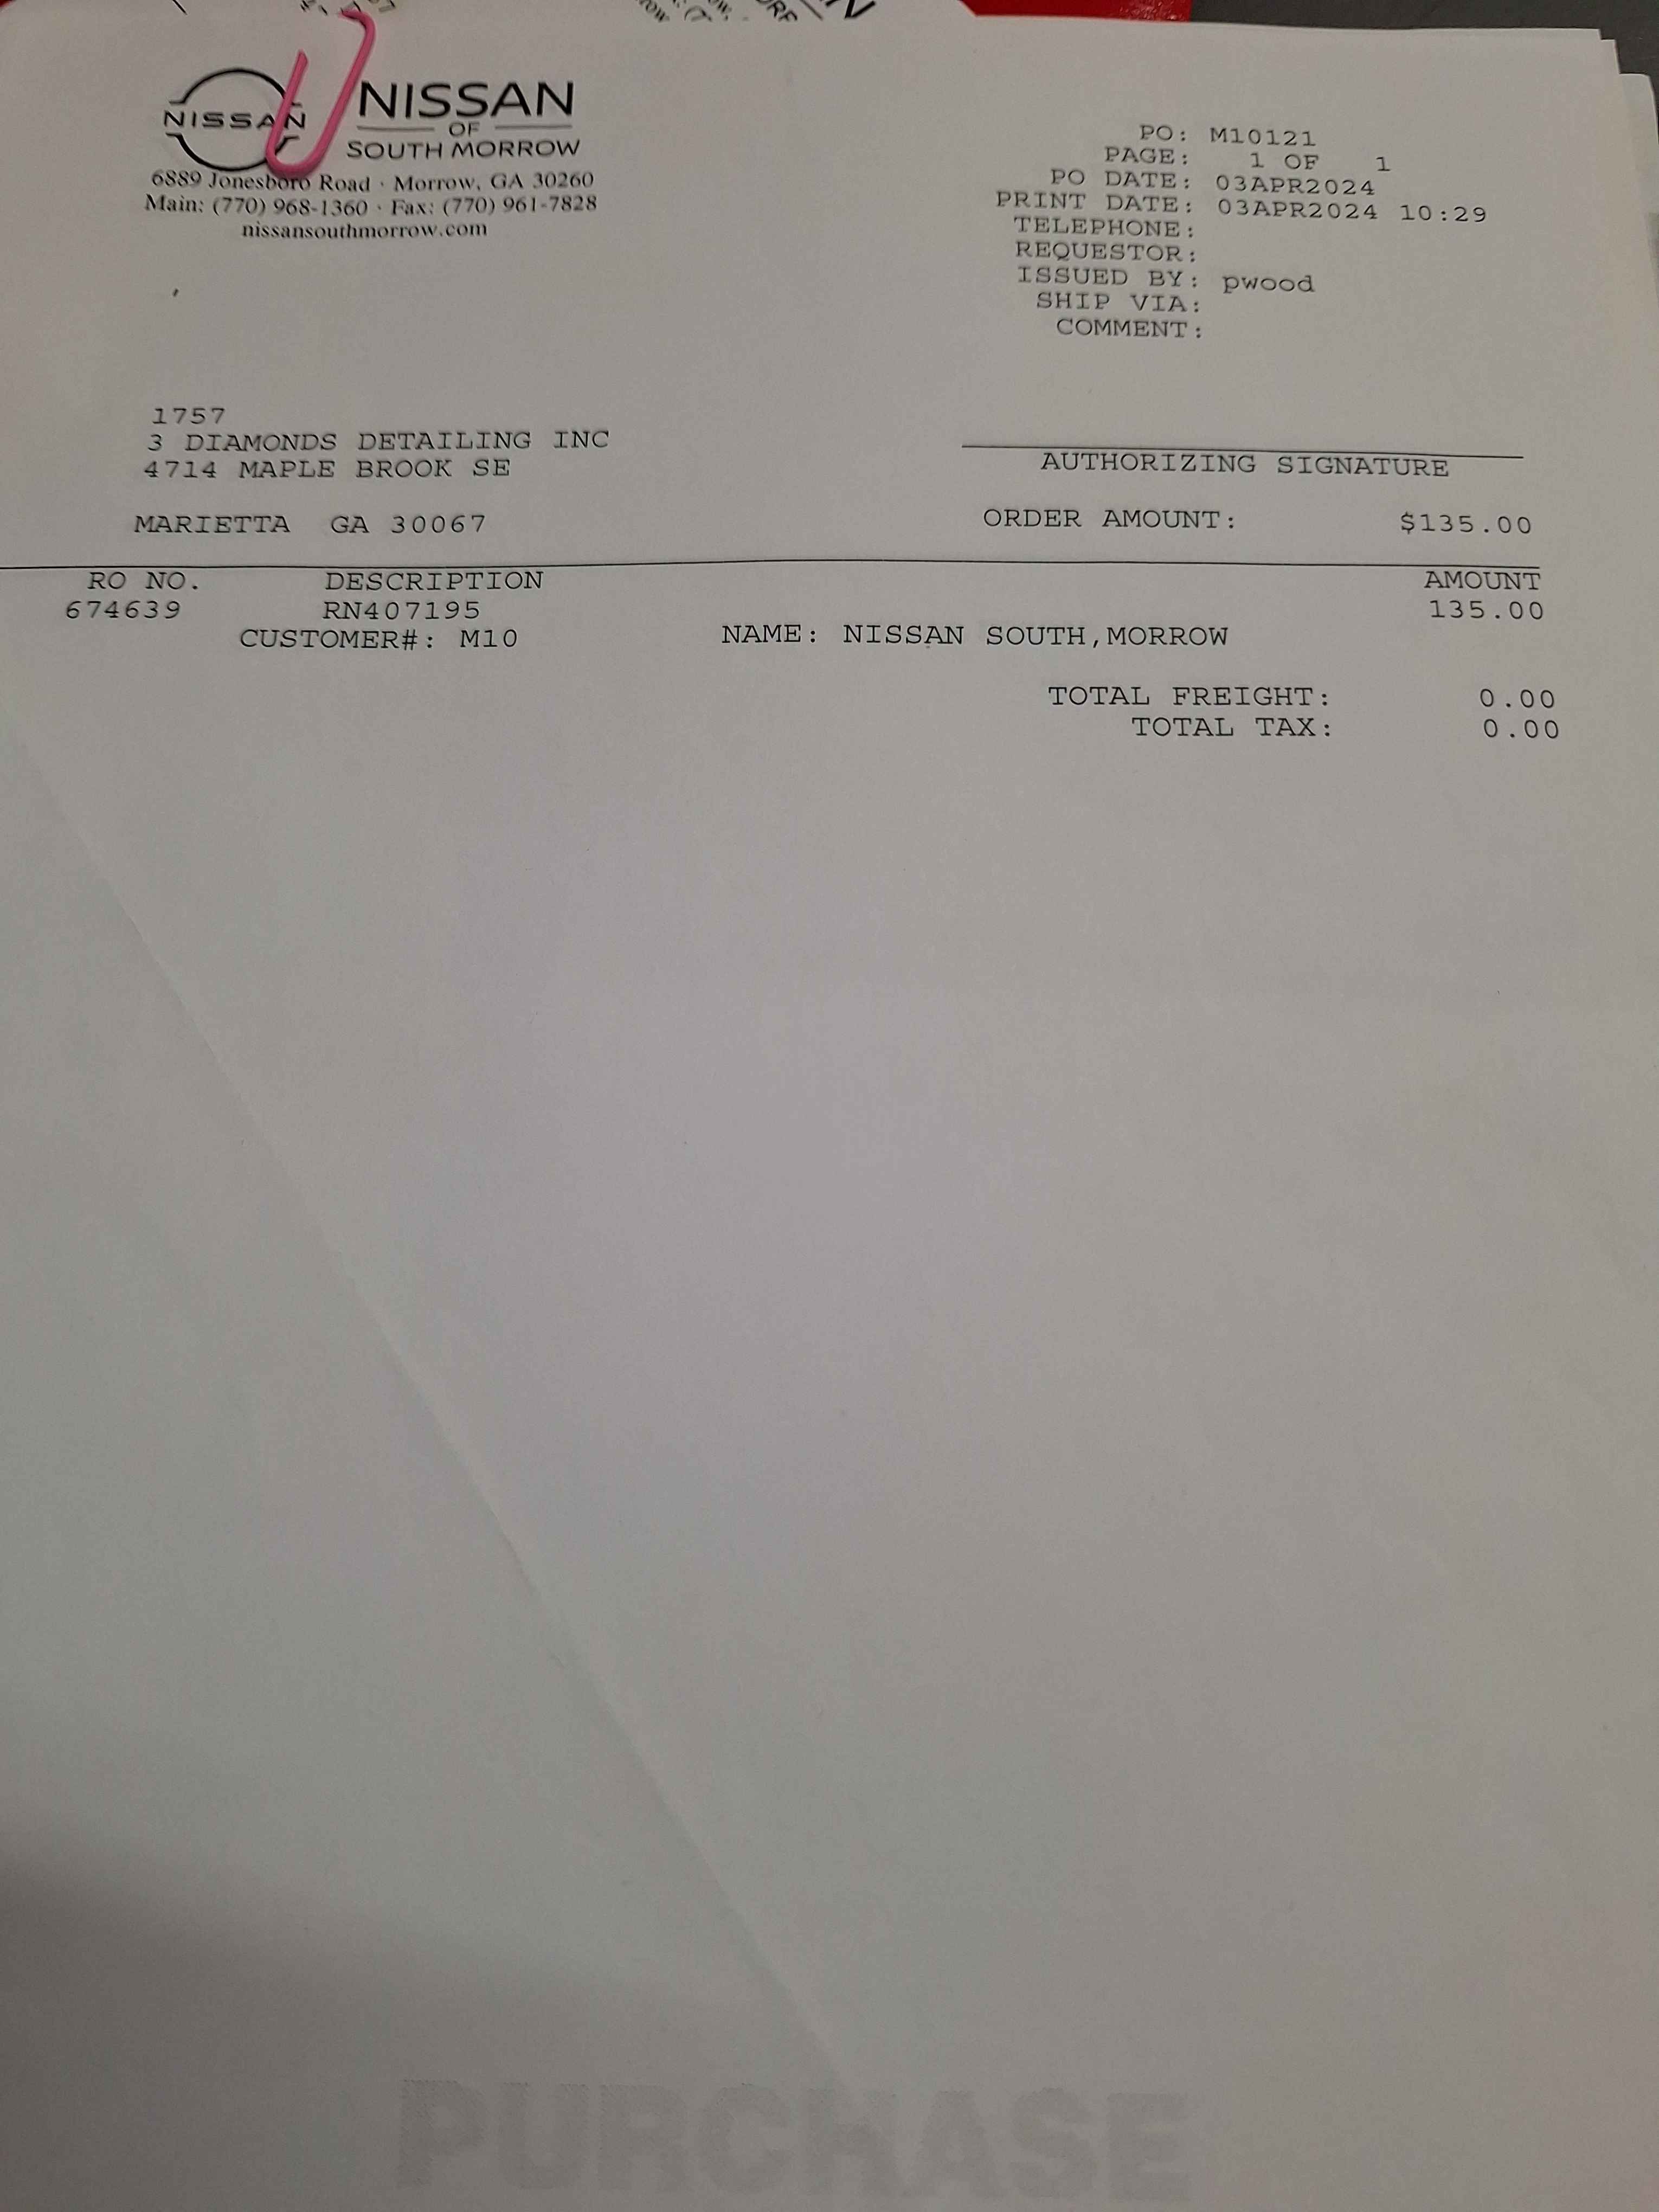 NISSAN
NISSAN
OF
SOUTH MORROW
6889 Jonesboro Road · Morrow, GA 30260
Main: (770) 968-1360 · Fax: (770) 961-7828
nissansouthmorrow.com
PO: M10121
PAGE: 1 OF 1
PO DATE: 03APR2024
PRINT DATE: 03APR2024 10:29
TELEPHONE:
REQUESTOR:
ISSUED BY: pwood
SHIP VIA:
COMMENT:
1757
3 DIAMONDS DETAILING INC
4714 MAPLE BROOK SE
MARIETTA GA 30067
AUTHORIZING SIGNATURE
ORDER AMOUNT: $135.00
RO NO. DESCRIPTION AMOUNT
674639 RN407195 135.00
CUSTOMER#: M10 NAME: NISSAN SOUTH,MORROW
TOTAL FREIGHT: 0.00
TOTAL TAX: 0.00
PURCHASE